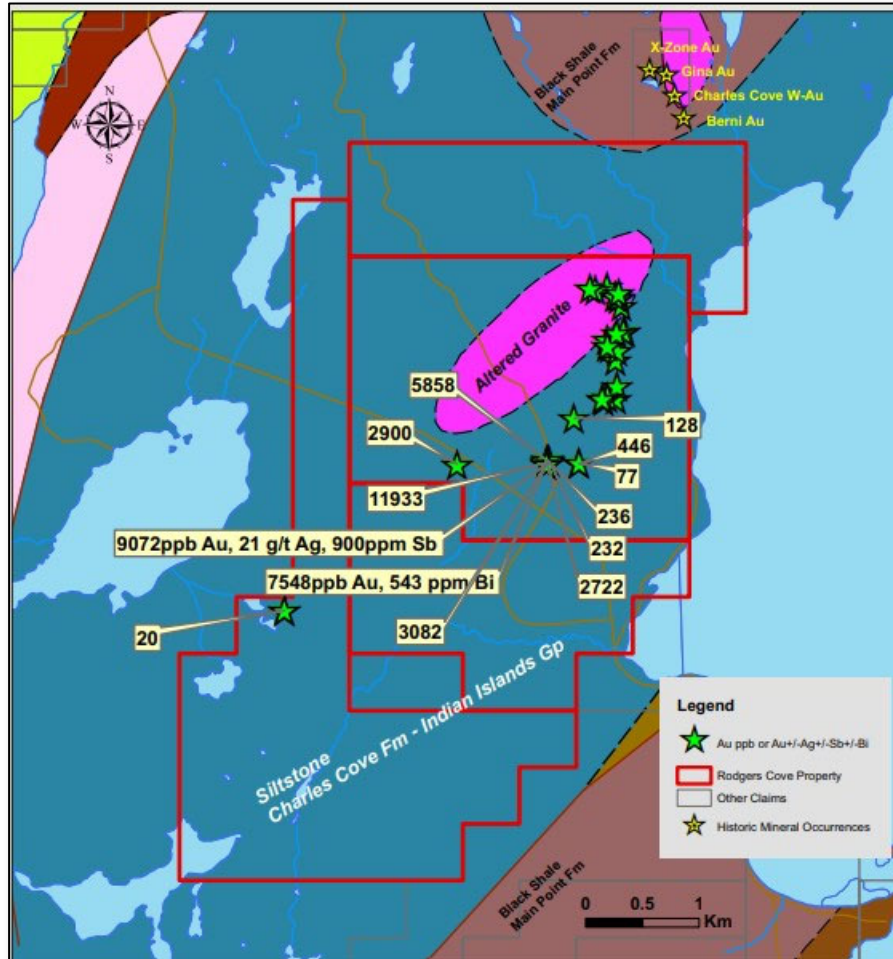 X-Zone Au
Gina Au
Charles Cove W-Au
Berni Au
Black Shale
Main Point Fm
N
W
E
S
Altered Granite
5858
128
2900
446
77
11933
236
9072ppb Au, 21 g/t Ag, 900ppm Sb
232
7548ppb Au, 543 ppm Bi
2722
3082
20
Siltstone
Charles Cove Fm - Indian Islands Gp
Legend
Au ppb or Au+/-Ag+/-Sb+/-Bi
Rodgers Cove Property
Other Claims
Historic Mineral Occurrences
Black Shale
Main Point Fm
0 0.5 1
Km